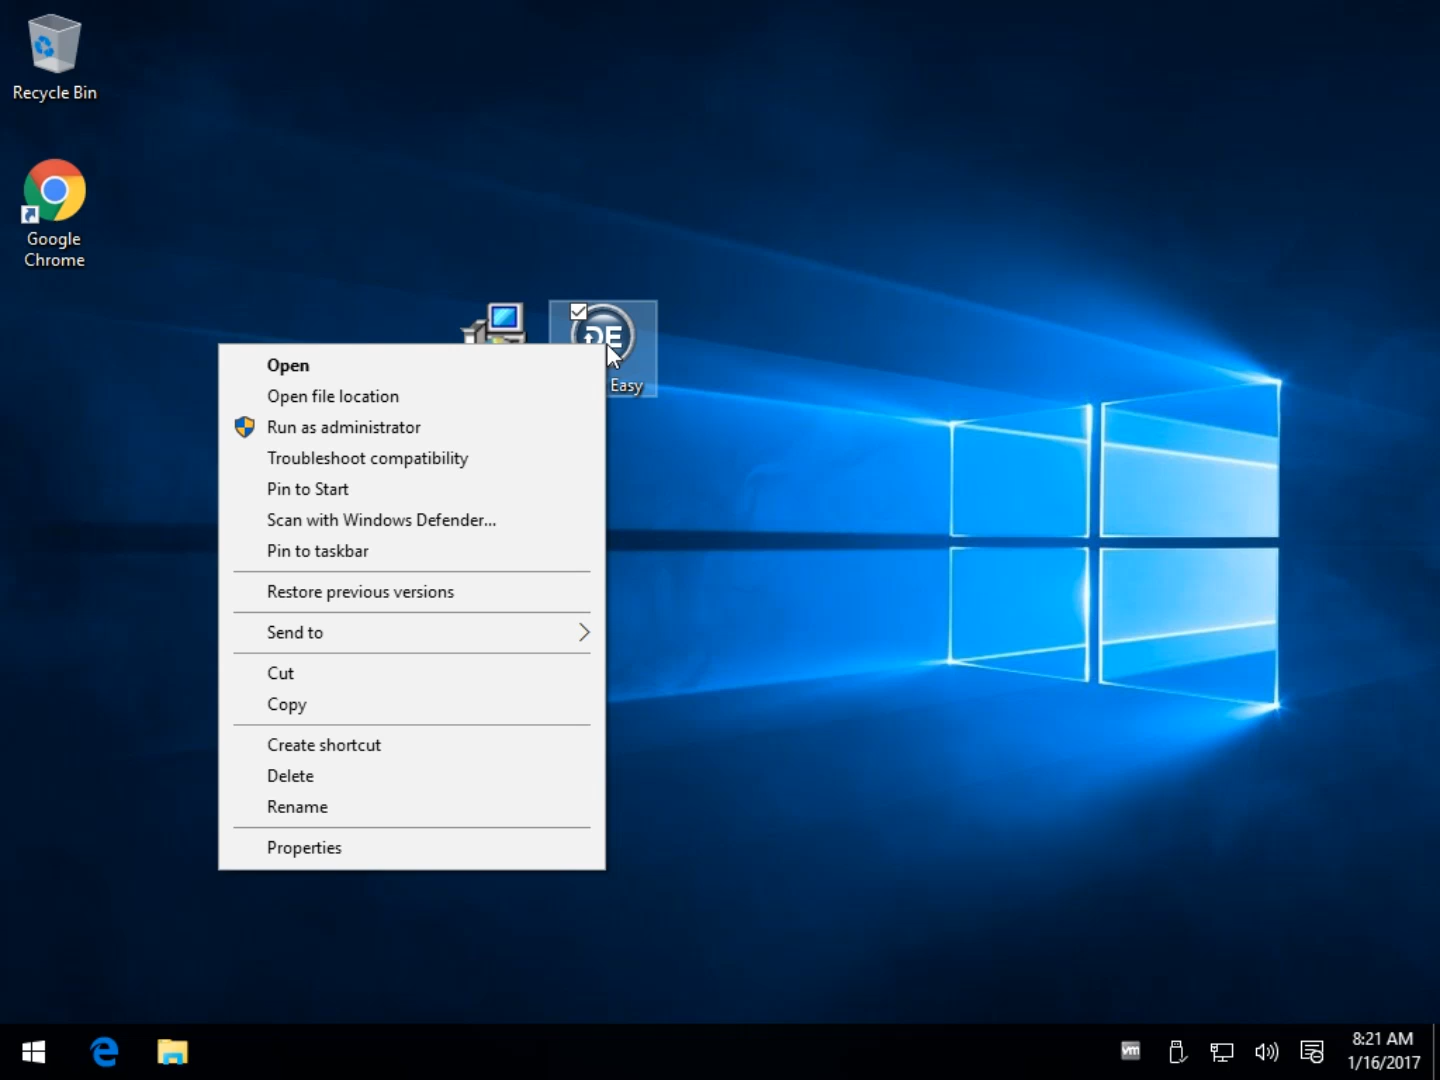 Recycle Bin
Google
Chrome
DE
Easy
Open
Open file location
Run as administrator
Troubleshoot compatibility
Pin to Start
Scan with Windows Defender...
Pin to taskbar
Restore previous versions
Send to
Cut
Copy
Create shortcut
Delete
Rename
Properties
vm
8:21 AM
1/16/2017